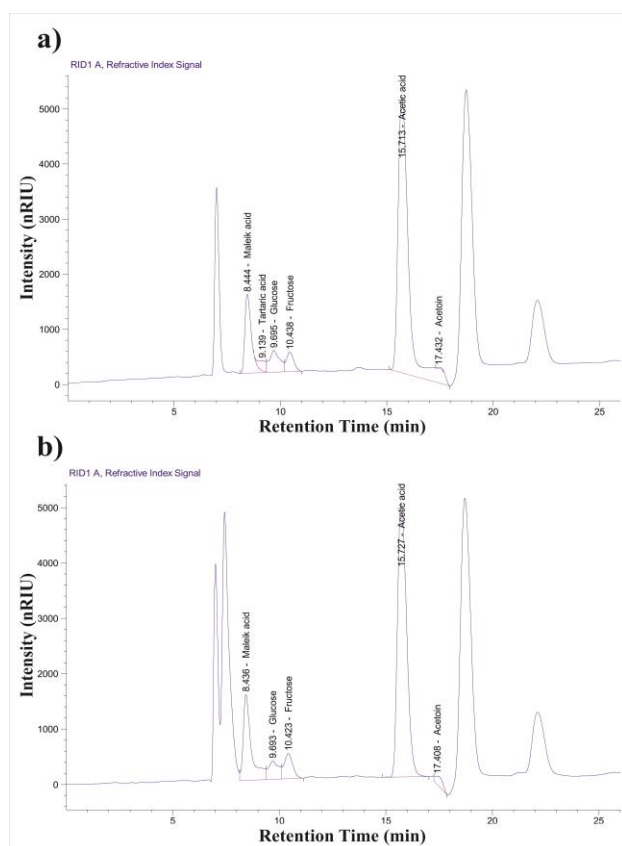 a)
RID1 A, Refractive Index Signal
Intensity (nRIU)
5000
4000
3000
2000
1000
0
8.444 - Maleik acid
9.139 - Tartaric acid
9.695 - Glucose
10.438 - Fructose
15.713 - Acetic acid
17.432 - Acetoin
5
10
15
20
25
Retention Time (min)
b)
RID1 A, Refractive Index Signal
Intensity (nRIU)
5000
4000
3000
2000
1000
0
8.436 - Maleik acid
9.693 - Glucose
10.423 - Fructose
15.727 - Acetic acid
17.408 - Acetoin
5
10
15
20
25
Retention Time (min)